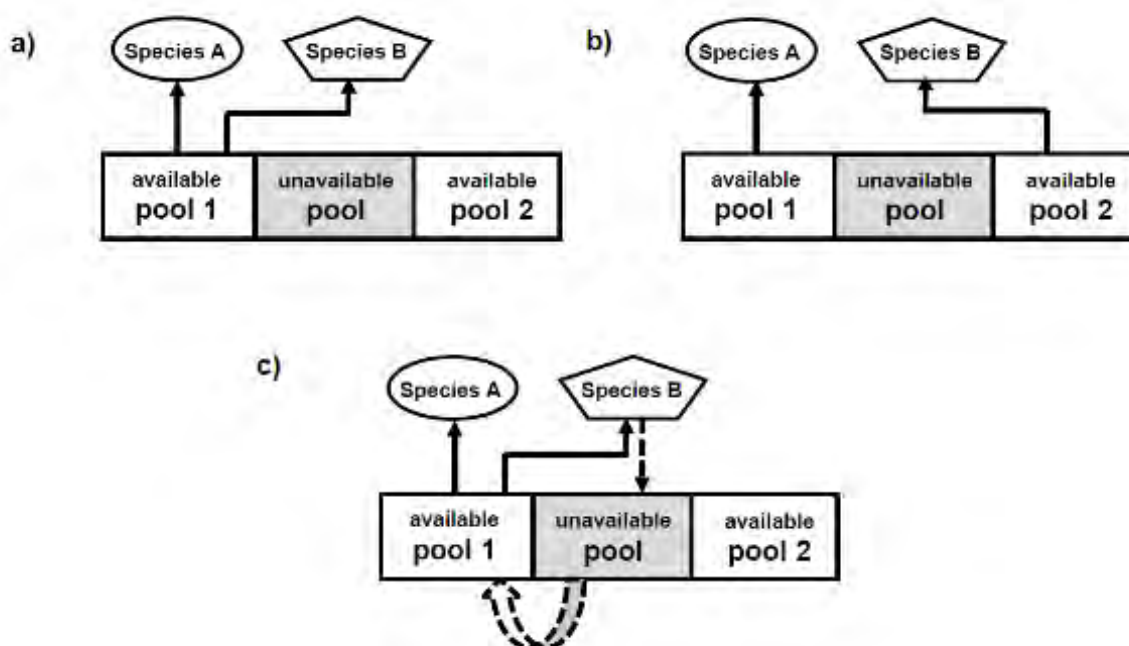 a)
Species A
Species B
available unavailable available
pool 1 pool pool 2
b)
Species A
Species B
available unavailable available
pool 1 pool pool 2
c)
Species A
Species B
available unavailable available
pool 1 pool pool 2